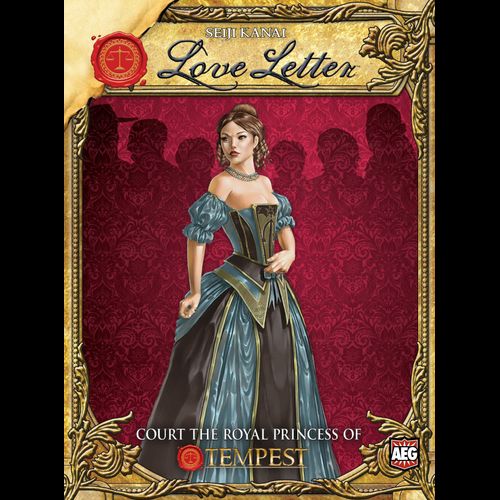 SEIJI KANAI
Love Letter
COURT THE ROYAL PRINCESS OF
TEMPEST
AEG